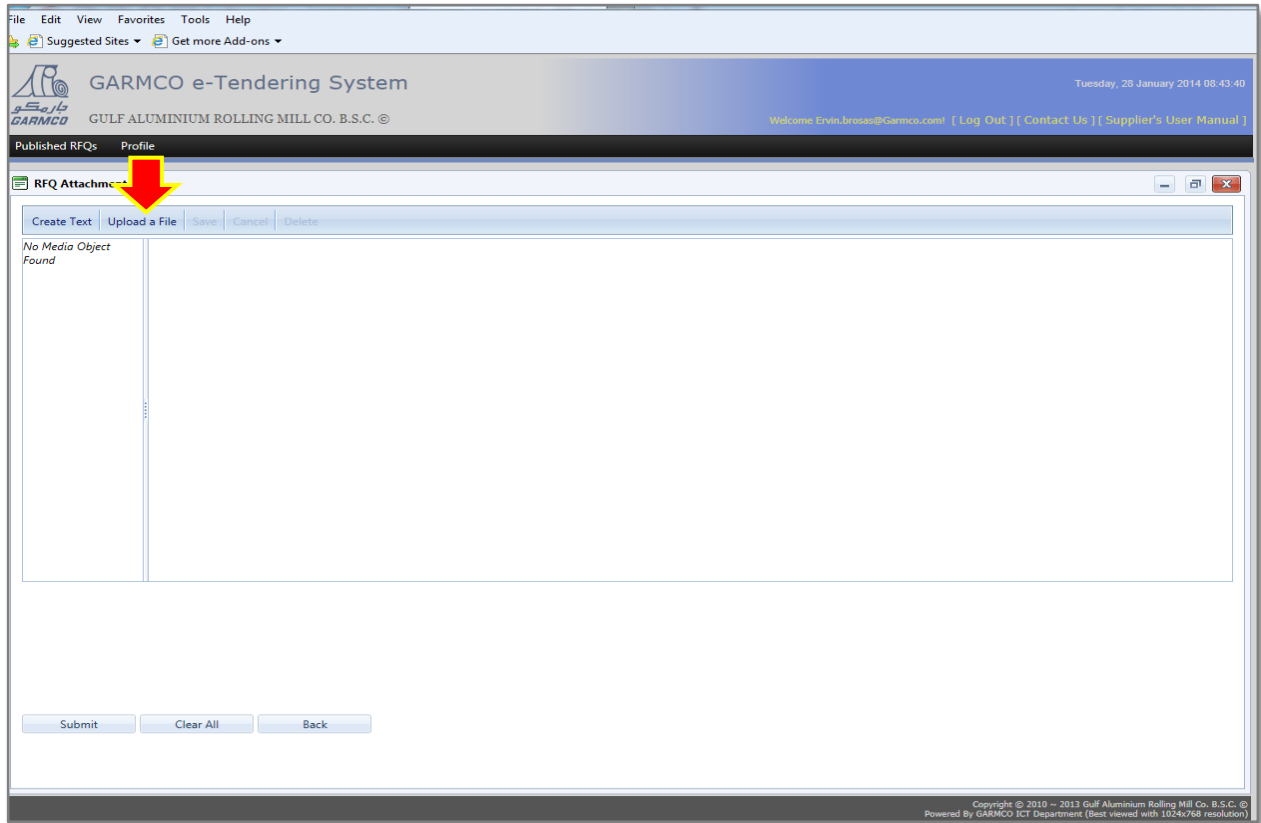 File Edit View Favorites Tools Help
Suggested Sites Get more Add-ons
GARMCO e-Tendering System
Tuesday, 28 January 2014 08:43:40
جارمكو
GARMCO
GULF ALUMINIUM ROLLING MILL CO. B.S.C. ©
Welcome Ervin.brosas@Garmco.com! [ Log Out ] [ Contact Us ] [ Supplier's User Manual ]
Published RFQs Profile
RFQ Attachment
Create Text Upload a File Save Cancel Delete
No Media Object
Found
Submit Clear All Back
Copyright © 2010 ~ 2013 Gulf Aluminium Rolling Mill Co. B.S.C. ©
Powered By GARMCO ICT Department (Best viewed with 1024x768 resolution)